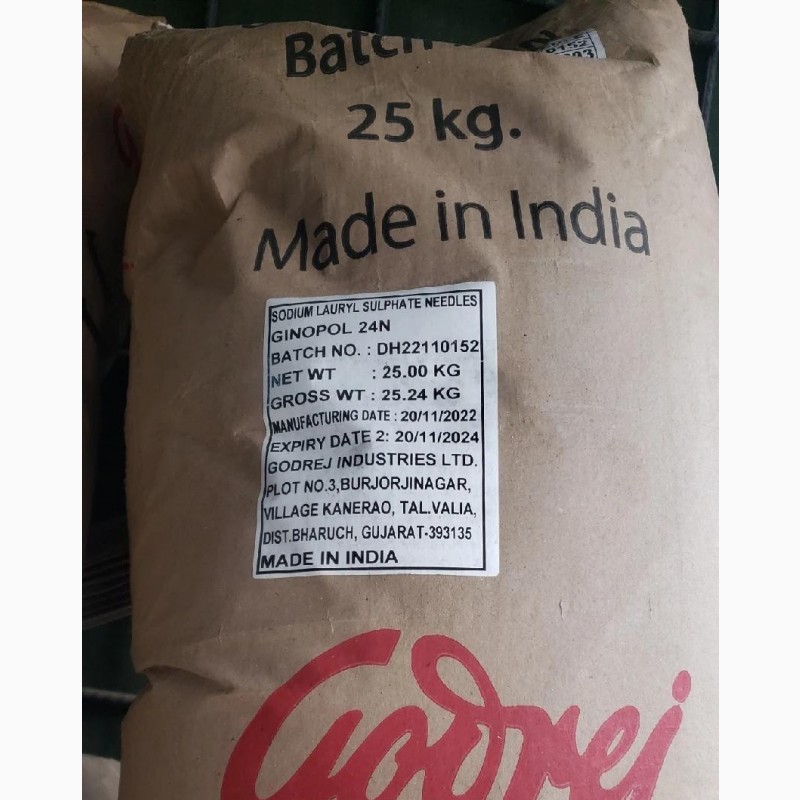 Batch
25 kg.
Made in India
SODIUM LAURYL SULPHATE NEEDLES
GINOPOL 24N
BATCH NO. : DH22110152
NET WT : 25.00 KG
GROSS WT : 25.24 KG
MANUFACTURING DATE : 20/11/2022
EXPIRY DATE 2: 20/11/2024
GODREJ INDUSTRIES LTD.
PLOT NO.3,BURJORJINAGAR,
VILLAGE KANERAO, TAL.VALIA,
DIST.BHARUCH, GUJARAT-393135
MADE IN INDIA
Godrej